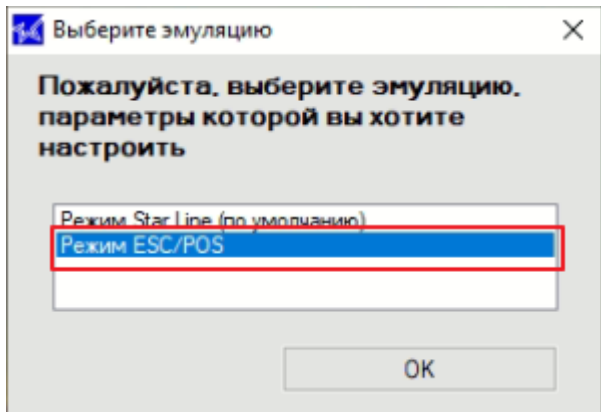 Выберите эмуляцию
Пожалуйста, выберите эмуляцию,
параметры которой вы хотите
настроить
Режим Star Line (по умолчанию)
Режим ESC/POS
OK